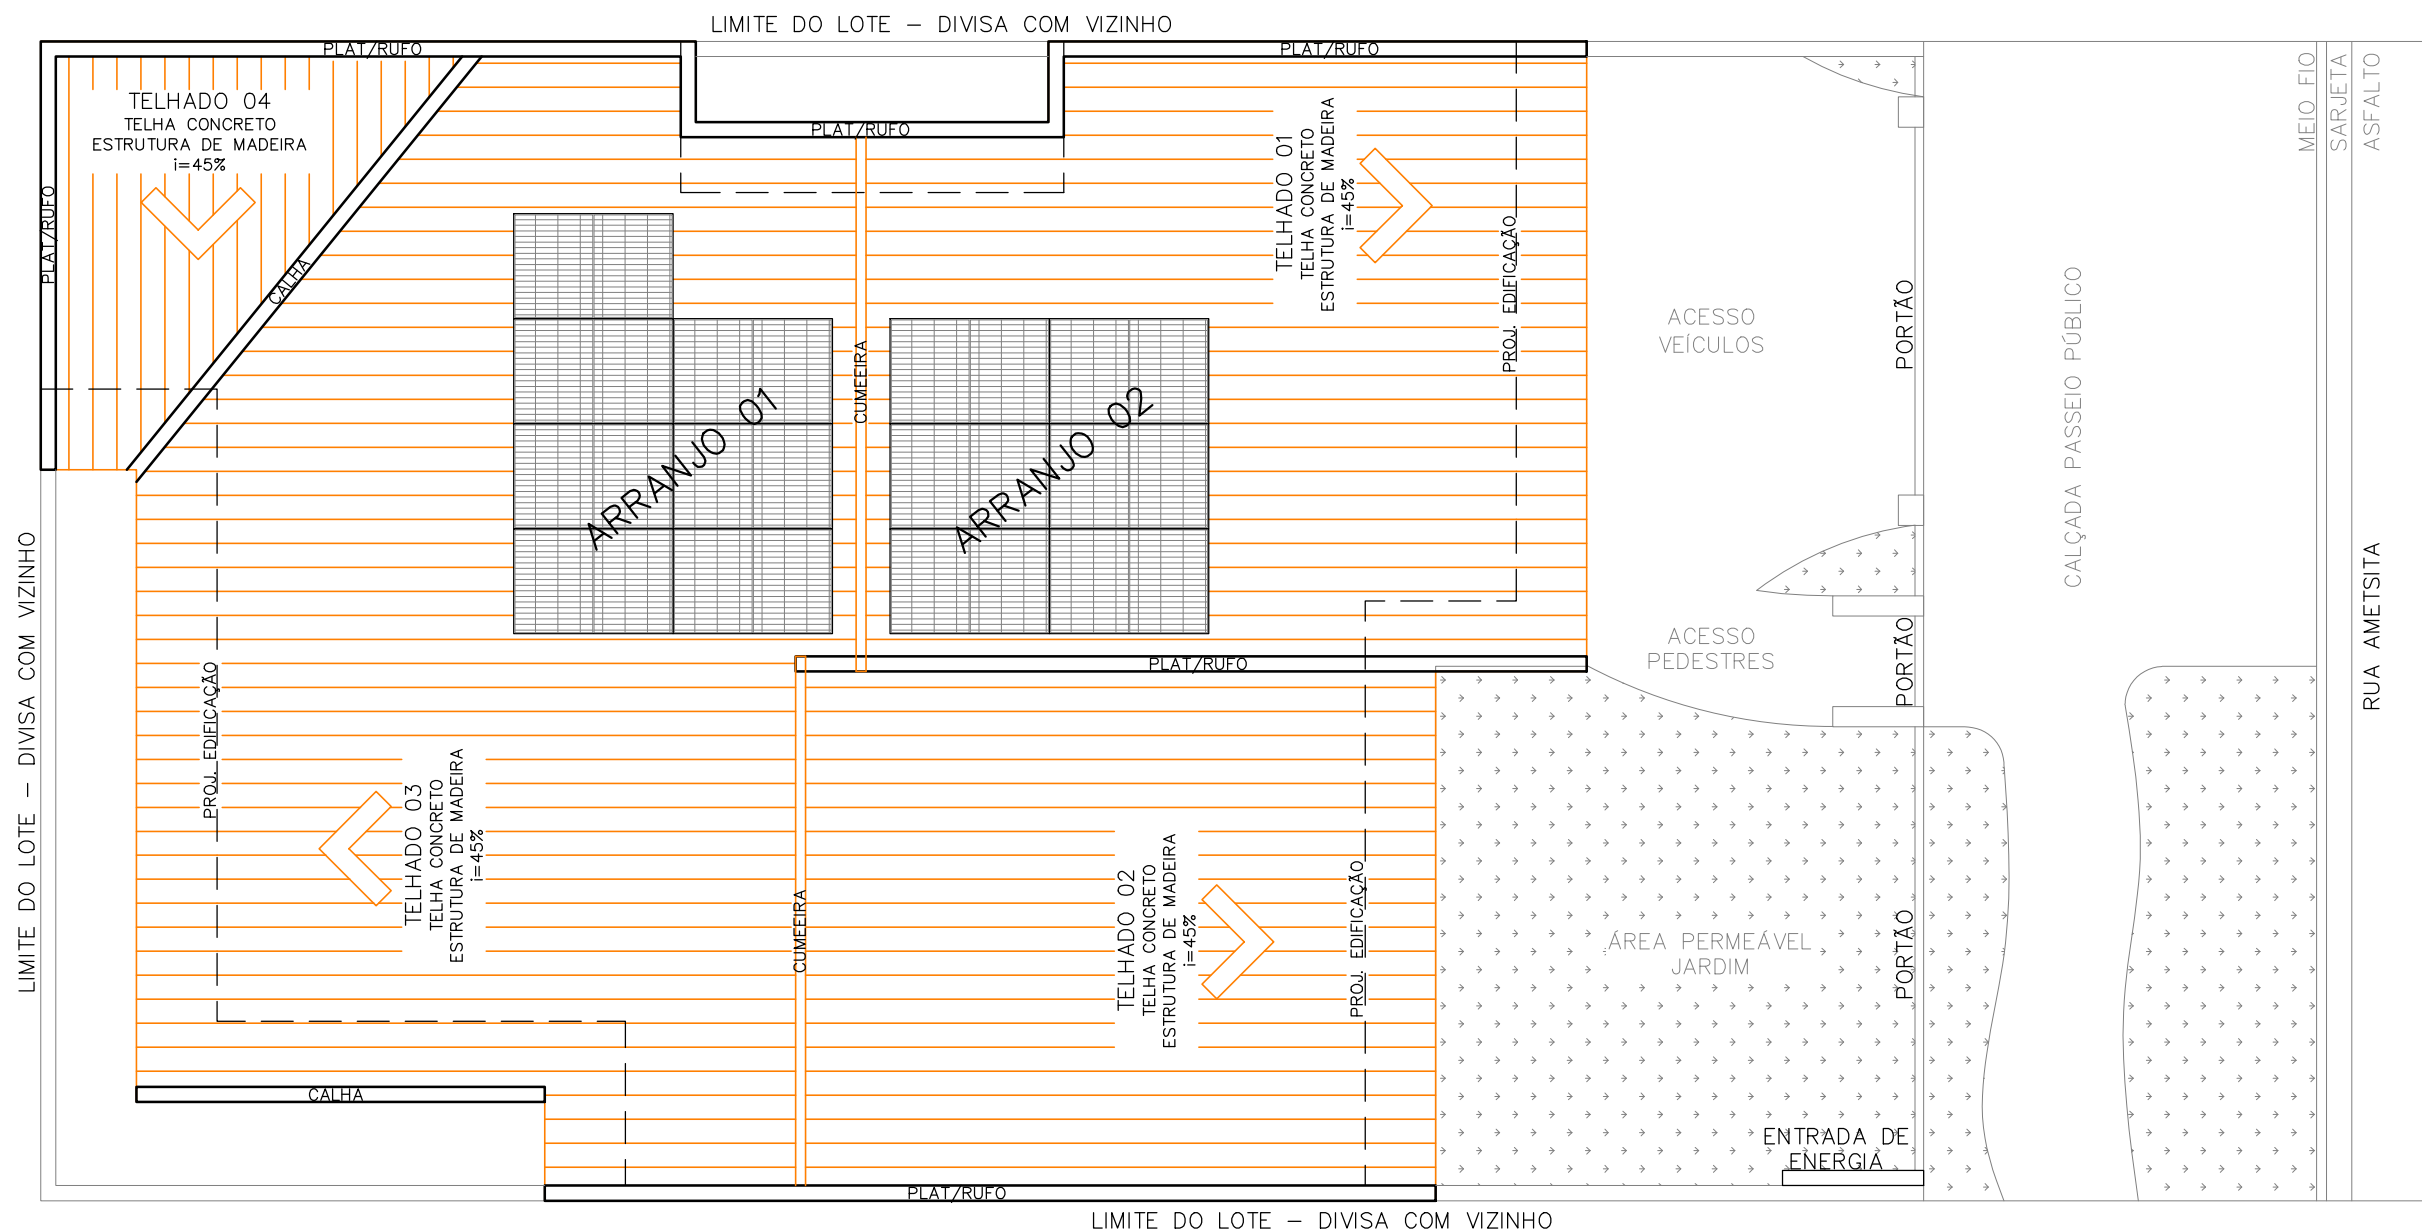 LIMITE DO LOTE – DIVISA COM VIZINHO
PLAT/RUFO
PLAT/RUFO
TELHADO 04
TELHA CONCRETO
ESTRUTURA DE MADEIRA
i=45%
PLAT/RUFO
CALHA
PLAT/RUFO
TELHADO 01
TELHA CONCRETO
ESTRUTURA DE MADEIRA
i=45%
PROJ. EDIFICAÇÃO
MEIO FIO
SARJETA
ASFALTO
ACESSO
VEÍCULOS
PORTÃO
CALÇADA PASSEIO PÚBLICO
CUMEEIRA
ARRANJO 01
ARRANJO 02
LIMITE DO LOTE – DIVISA COM VIZINHO
RUA AMETSITA
ACESSO
PEDESTRES
PORTÃO
PLAT/RUFO
PROJ. EDIFICAÇÃO
TELHADO 03
TELHA CONCRETO
ESTRUTURA DE MADEIRA
i=45%
CUMEEIRA
TELHADO 02
TELHA CONCRETO
ESTRUTURA DE MADEIRA
i=45%
PROJ. EDIFICAÇÃO
ÁREA PERMEÁVEL
JARDIM
PORTÃO
CALHA
ENTRADA DE
ENERGIA
PLAT/RUFO
LIMITE DO LOTE – DIVISA COM VIZINHO